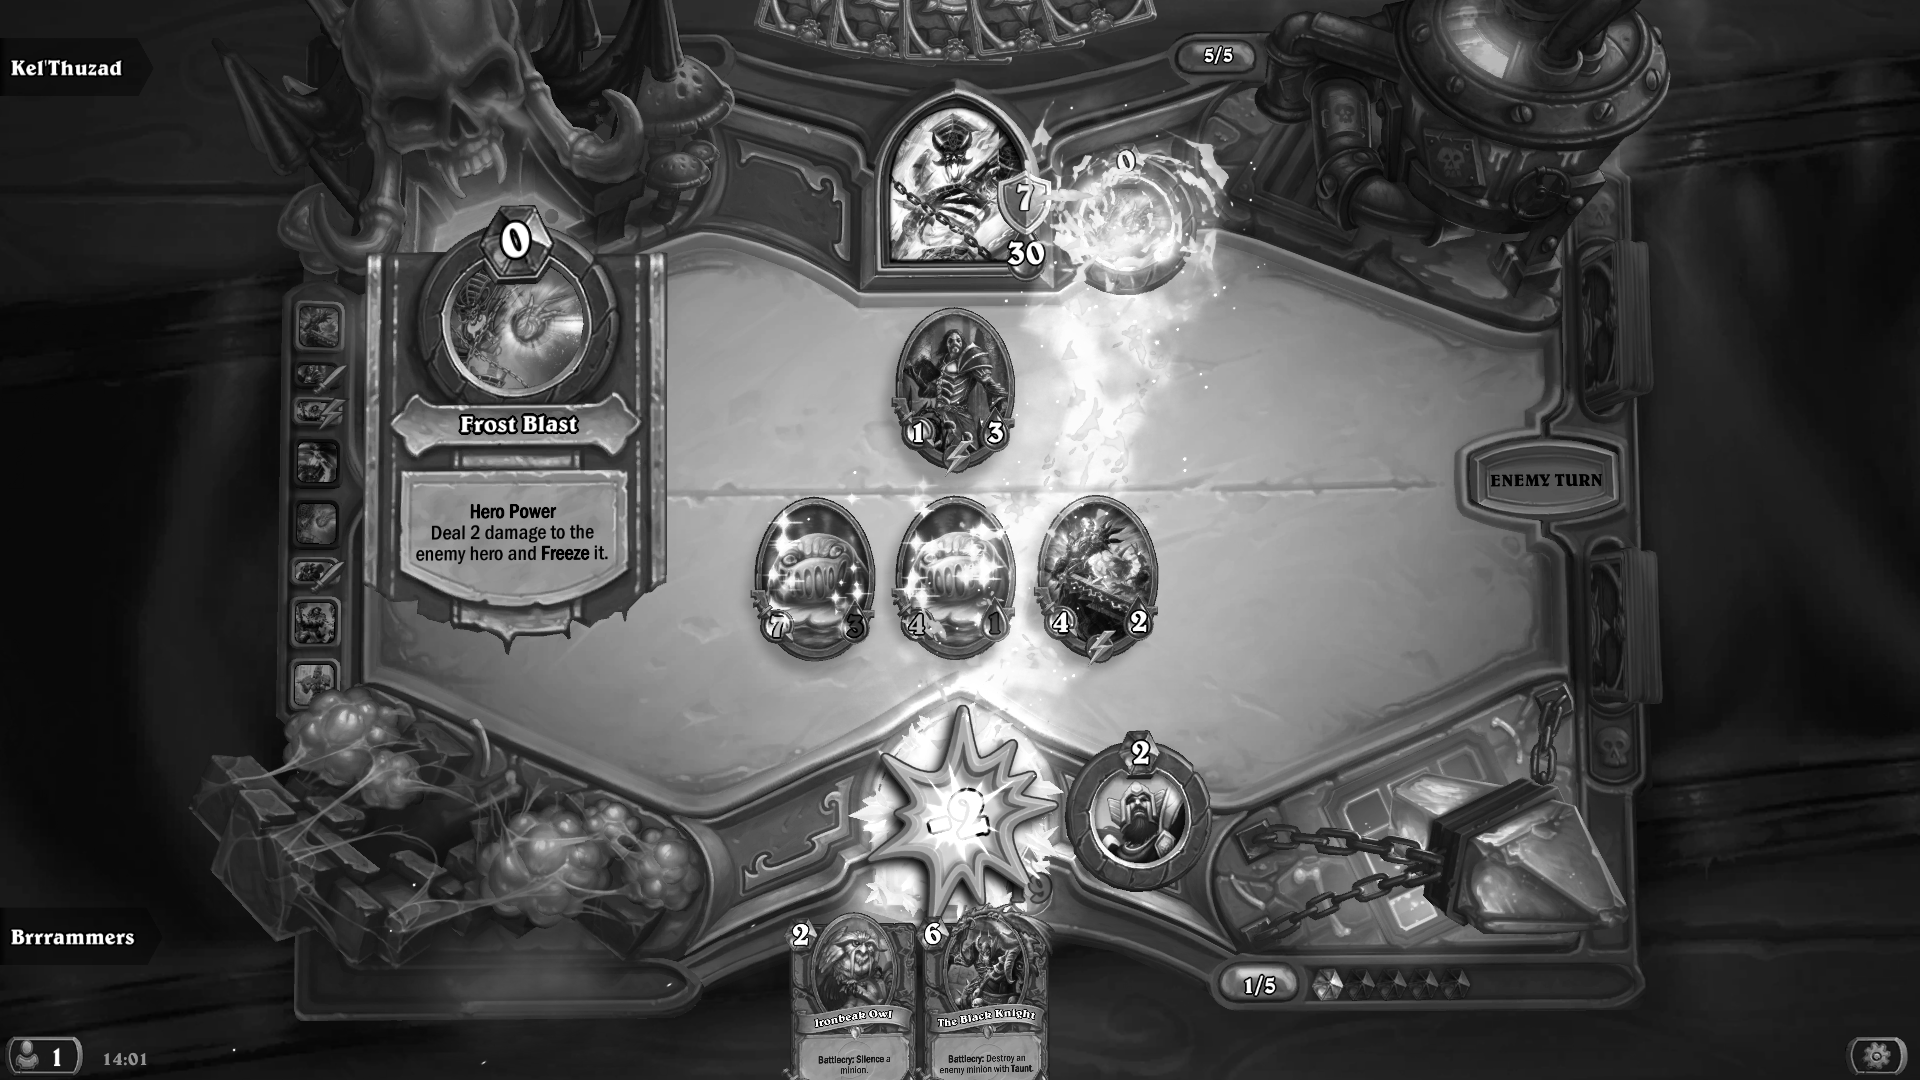 Kel'Thuzad
5/5
0
7
30
0
Frost Blast
Hero Power
Deal 2 damage to the
enemy hero and Freeze it.
1
3
ENEMY TURN
7
3
4
1
4
2
-2
2
9
Brrrammers
2
6
Ironbeak Owl
The Black Knight
Battlecry: Silence a
minion.
Battlecry: Destroy an
enemy minion with Taunt.
1/5
1
14:01